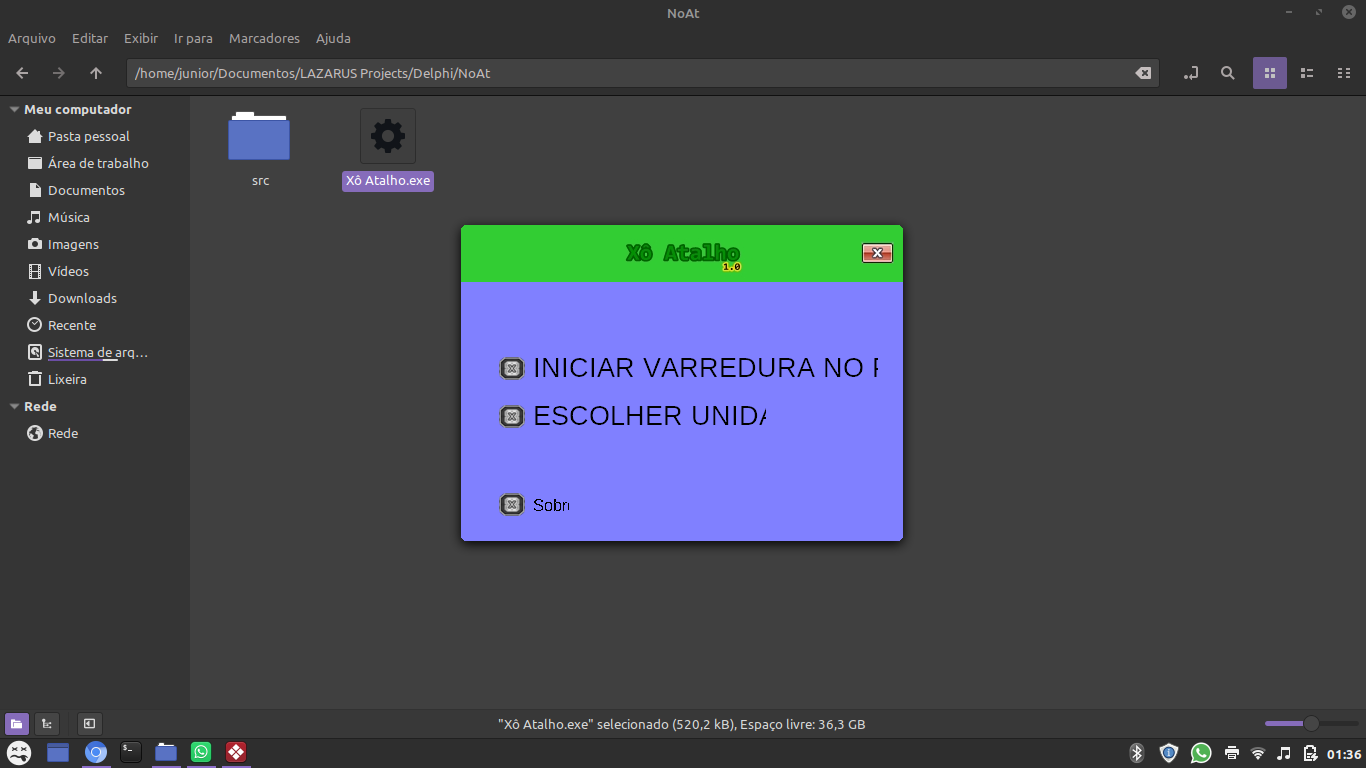 NoAt
Arquivo Editar Exibir Ir para Marcadores Ajuda
/home/junior/Documentos/LAZARUS Projects/Delphi/NoAt
Meu computador
Pasta pessoal
Área de trabalho
Documentos
Música
Imagens
Vídeos
Downloads
Recente
Sistema de arq...
Lixeira
Rede
Rede
src
Xô Atalho.exe
Xô Atalho
1.0
INICIAR VARREDURA NO
ESCOLHER UNIDA
Sobr
"Xô Atalho.exe" selecionado (520,2 kB), Espaço livre: 36,3 GB
01:36